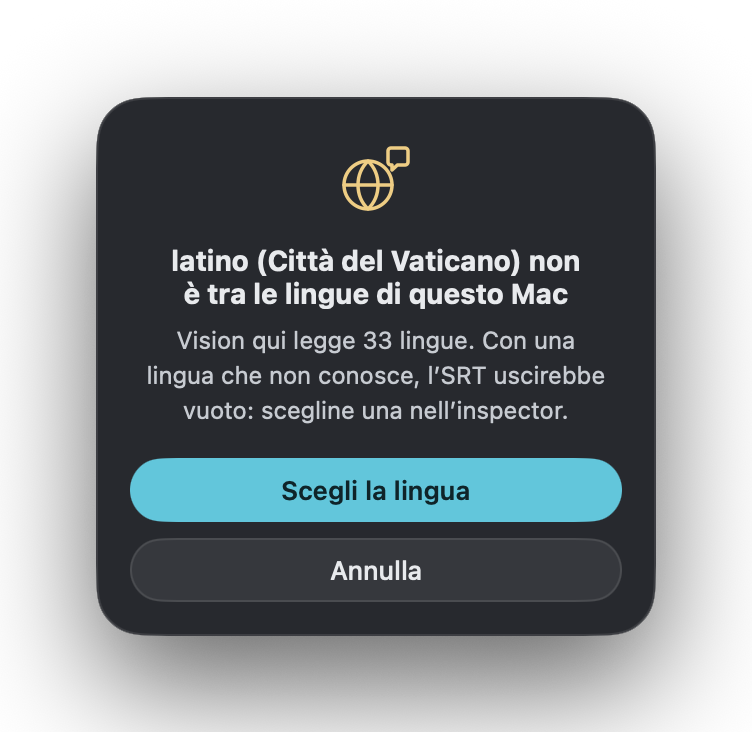 latino (Città del Vaticano) non
è tra le lingue di questo Mac
Vision qui legge 33 lingue. Con una
lingua che non conosce, l’SRT uscirebbe
vuoto: scegline una nell’inspector.
Scegli la lingua
Annulla